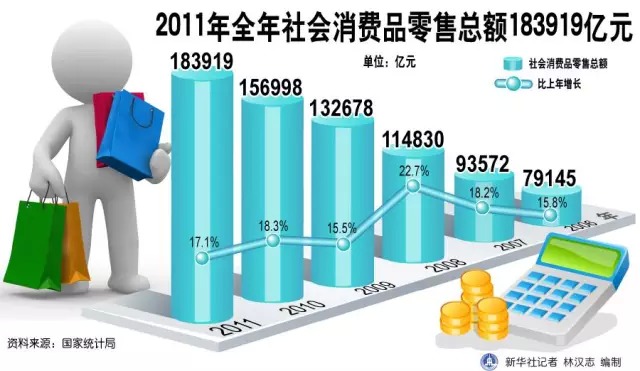 2011年全年社会消费品零售总额183919亿元
单位：亿元
社会消费品零售总额
比上年增长
183919
156998
132678
114830
93572
79145
17.1%
18.3%
15.5%
22.7%
18.2%
15.8%
2011
2010
2009
2008
2007
2006 年
资料来源：国家统计局
新华社记者 林汉志 编制